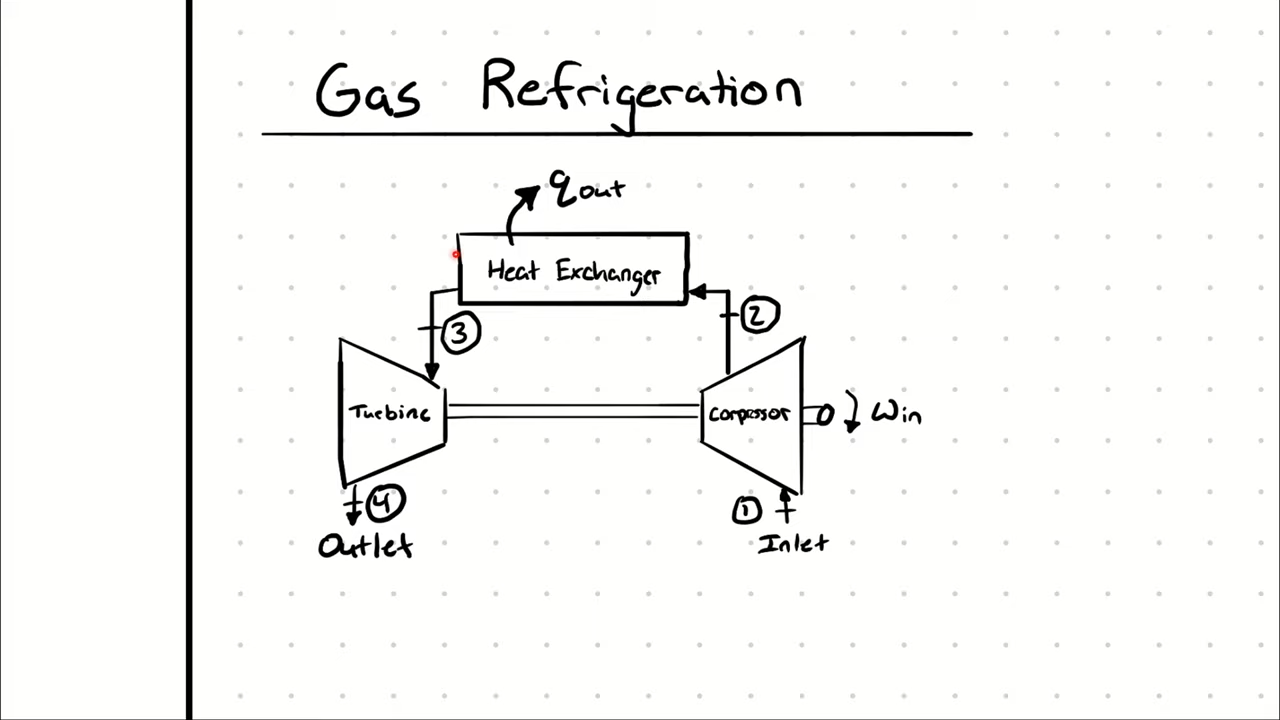 Gas Refrigeration
qout
Heat Exchanger
2
3
Turbine
Compressor
Win
4
1
Outlet
Inlet